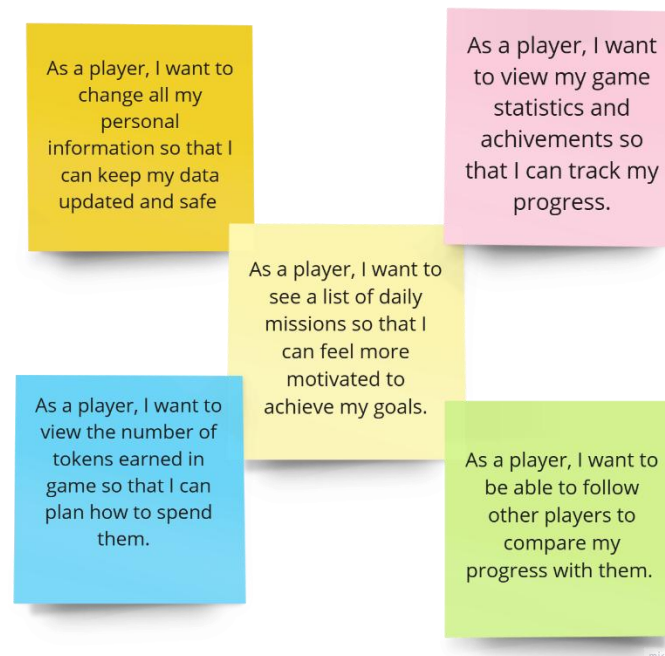 As a player, I want to
change all my
personal
information so that I
can keep my data
updated and safe
As a player, I want
to view my game
statistics and
achivements so
that I can track my
progress.
As a player, I want to
see a list of daily
missions so that I
can feel more
motivated to
achieve my goals.
As a player, I want to
view the number of
tokens earned in
game so that I can
plan how to spend
them.
As a player, I want to
be able to follow
other players to
compare my
progress with them.